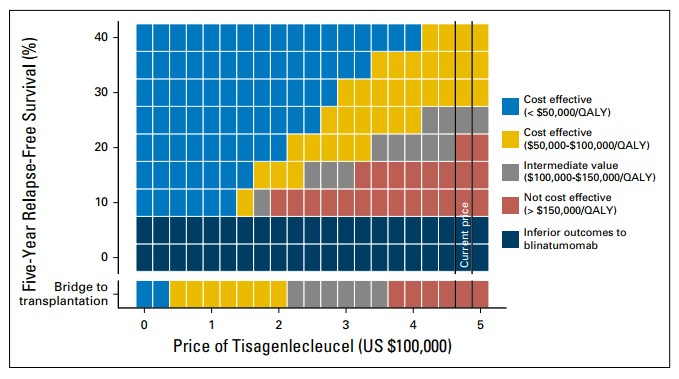 Five-Year Relapse-Free Survival (%)
40
30
20
10
0
Bridge to
transplantation
0 1 2 3 4 5
Price of Tisagenlecleucel (US $100,000)
Current price
Cost effective
(< $50,000/QALY)
Cost effective
($50,000-$100,000/QALY)
Intermediate value
($100,000-$150,000/QALY)
Not cost effective
(> $150,000/QALY)
Inferior outcomes to
blinatumomab